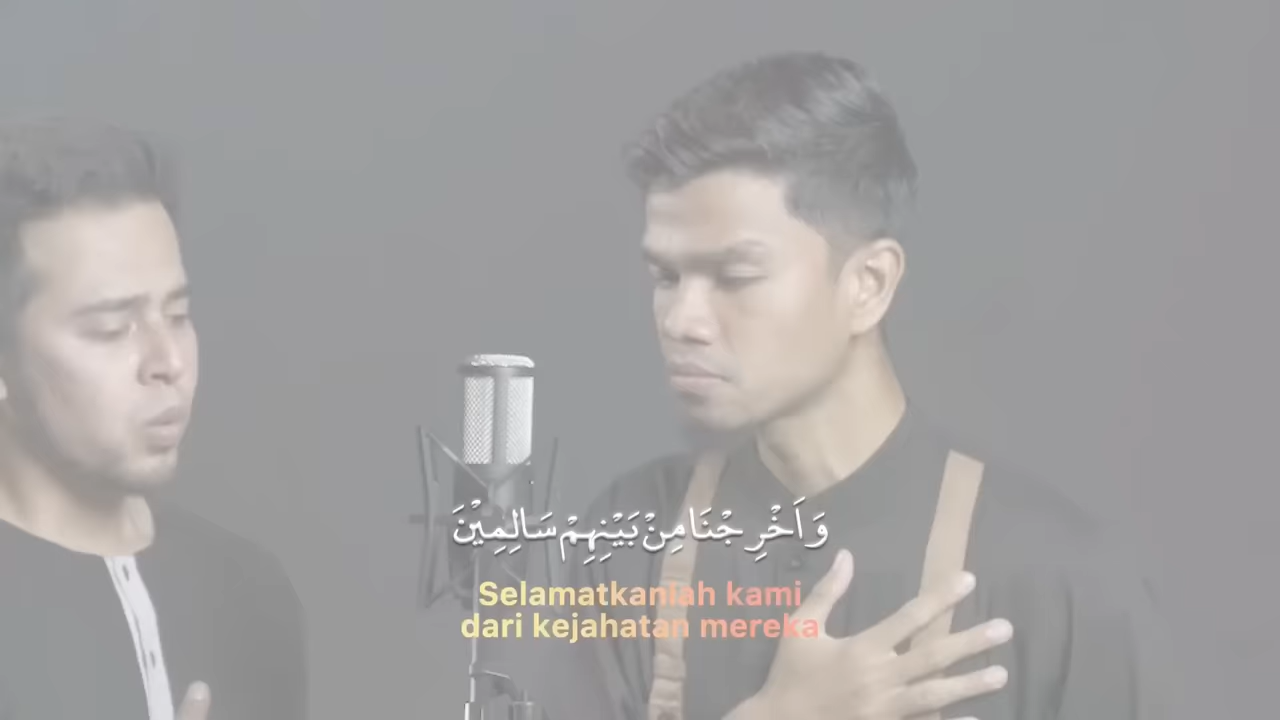 وَاَخْرِجْنَا مِنْ بَيْنِهِمْ سَالِمِيْنَ
Selamatkanlah kami
dari kejahatan mereka